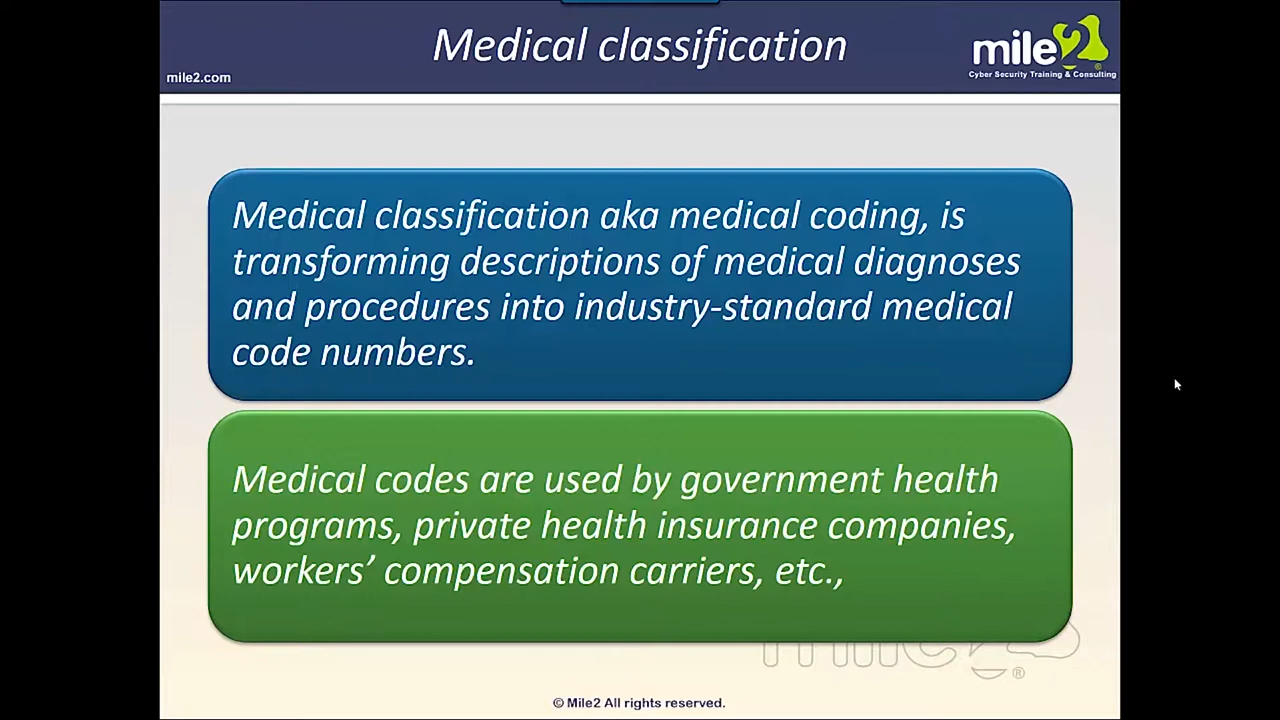 Medical classification
mile2
Cyber Security Training & Consulting
mile2.com
Medical classification aka medical coding, is
transforming descriptions of medical diagnoses
and procedures into industry-standard medical
code numbers.
Medical codes are used by government health
programs, private health insurance companies,
workers’ compensation carriers, etc.,
mile2®
© Mile2 All rights reserved.